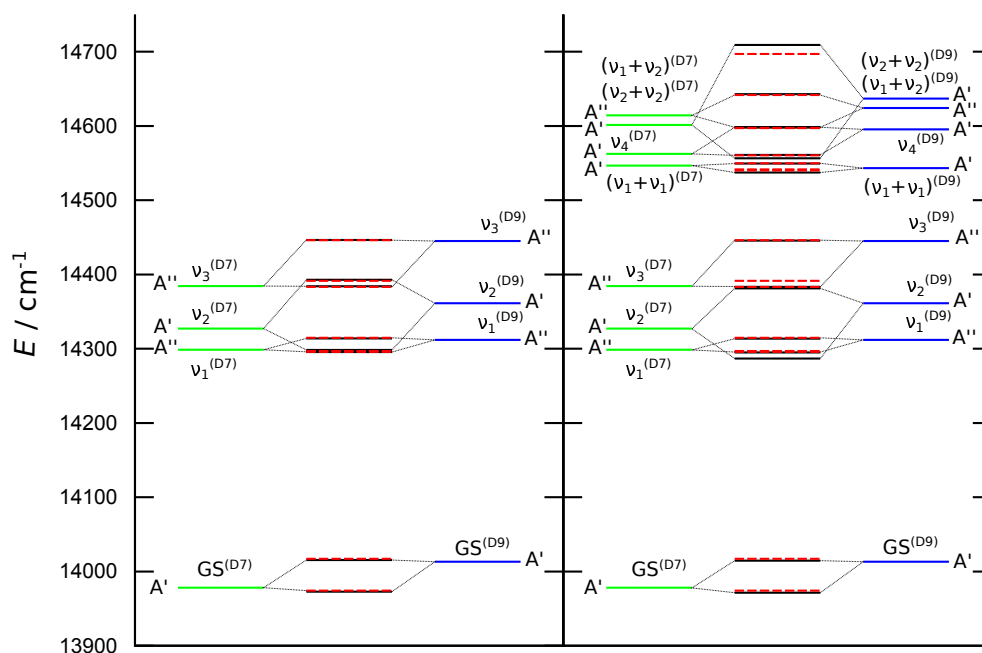 E / cm⁻¹
14700
14600
14500
14400
14300
14200
14100
14000
13900
ν₃⁽ᴰ⁷⁾
A''
ν₂⁽ᴰ⁷⁾
A'
A''
ν₁⁽ᴰ⁷⁾
ν₃⁽ᴰ⁹⁾
A''
ν₂⁽ᴰ⁹⁾
A'
ν₁⁽ᴰ⁹⁾
A''
GS⁽ᴰ⁷⁾
A'
GS⁽ᴰ⁹⁾
A'
(ν₁+ν₂)⁽ᴰ⁷⁾
(ν₂+ν₂)⁽ᴰ⁷⁾
A''
A'
ν₄⁽ᴰ⁷⁾
A'
A'
(ν₁+ν₁)⁽ᴰ⁷⁾
(ν₂+ν₂)⁽ᴰ⁹⁾
(ν₁+ν₂)⁽ᴰ⁹⁾
A'
A''
A'
ν₄⁽ᴰ⁹⁾
A'
(ν₁+ν₁)⁽ᴰ⁹⁾
ν₃⁽ᴰ⁷⁾
A''
ν₂⁽ᴰ⁷⁾
A'
A''
ν₁⁽ᴰ⁷⁾
ν₃⁽ᴰ⁹⁾
A''
ν₂⁽ᴰ⁹⁾
A'
ν₁⁽ᴰ⁹⁾
A''
GS⁽ᴰ⁷⁾
A'
GS⁽ᴰ⁹⁾
A'